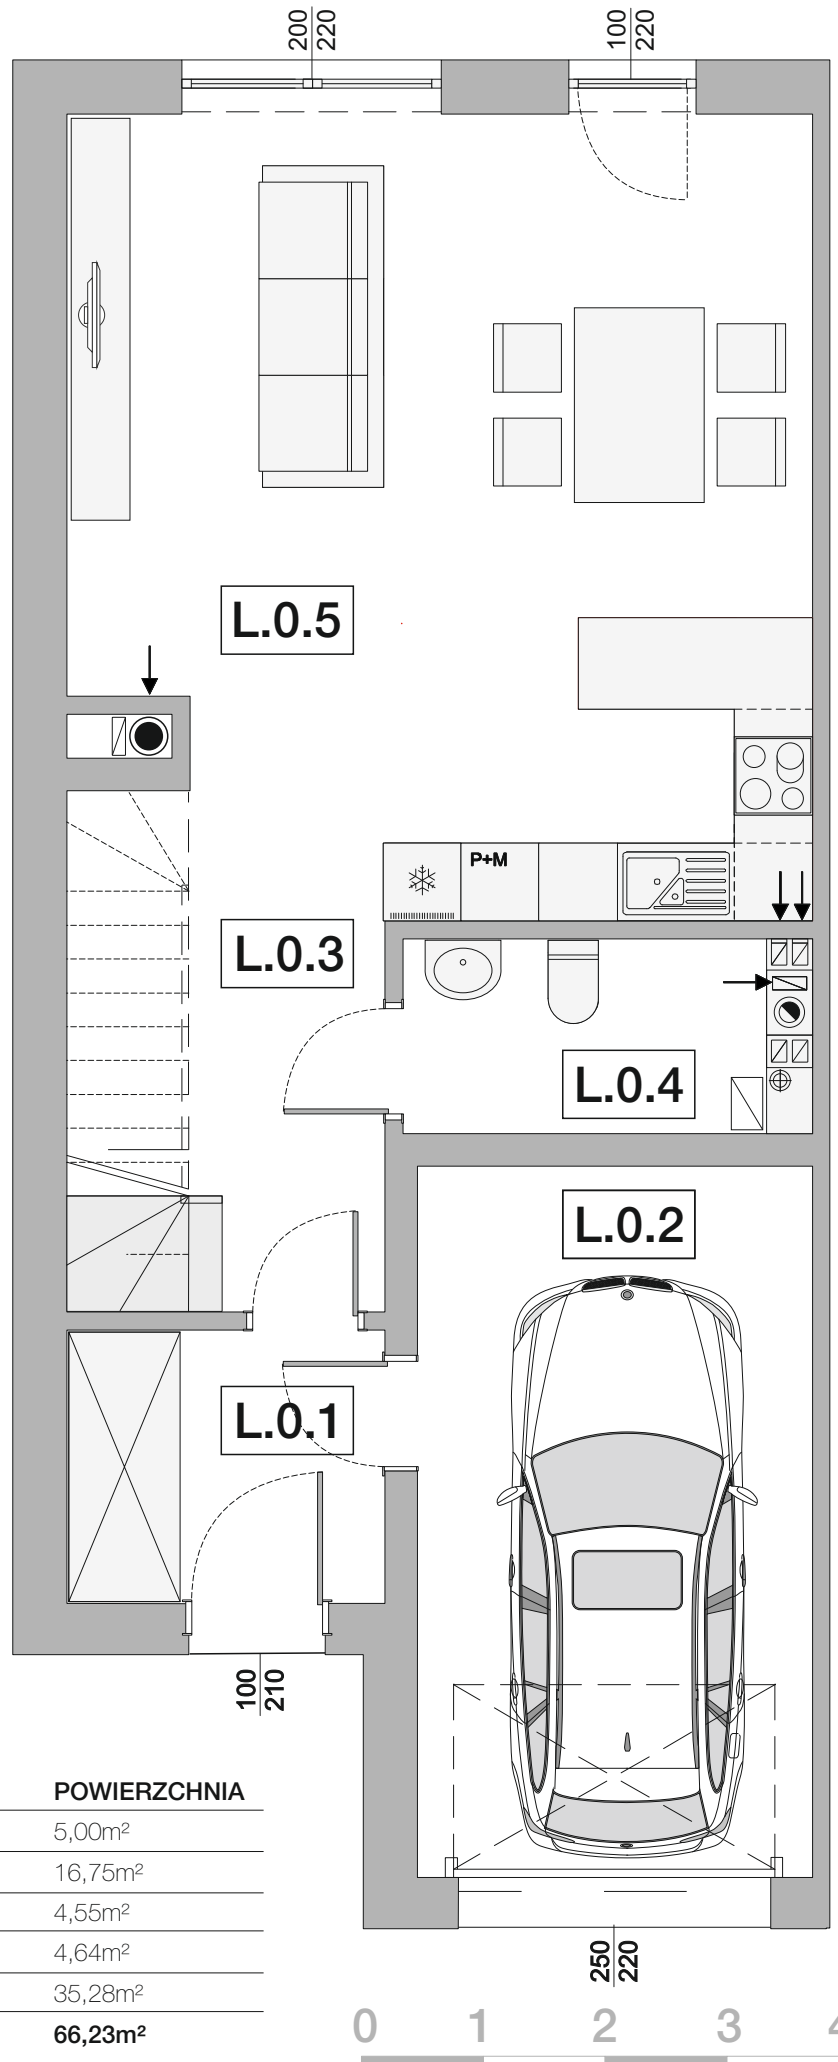 200
220
100
220
L.0.5
P+M
L.0.3
L.0.4
L.0.2
L.0.1
100
210
POWIERZCHNIA
5,00m²
16,75m²
4,55m²
4,64m²
35,28m²
66,23m²
250
220
0 1 2 3 4